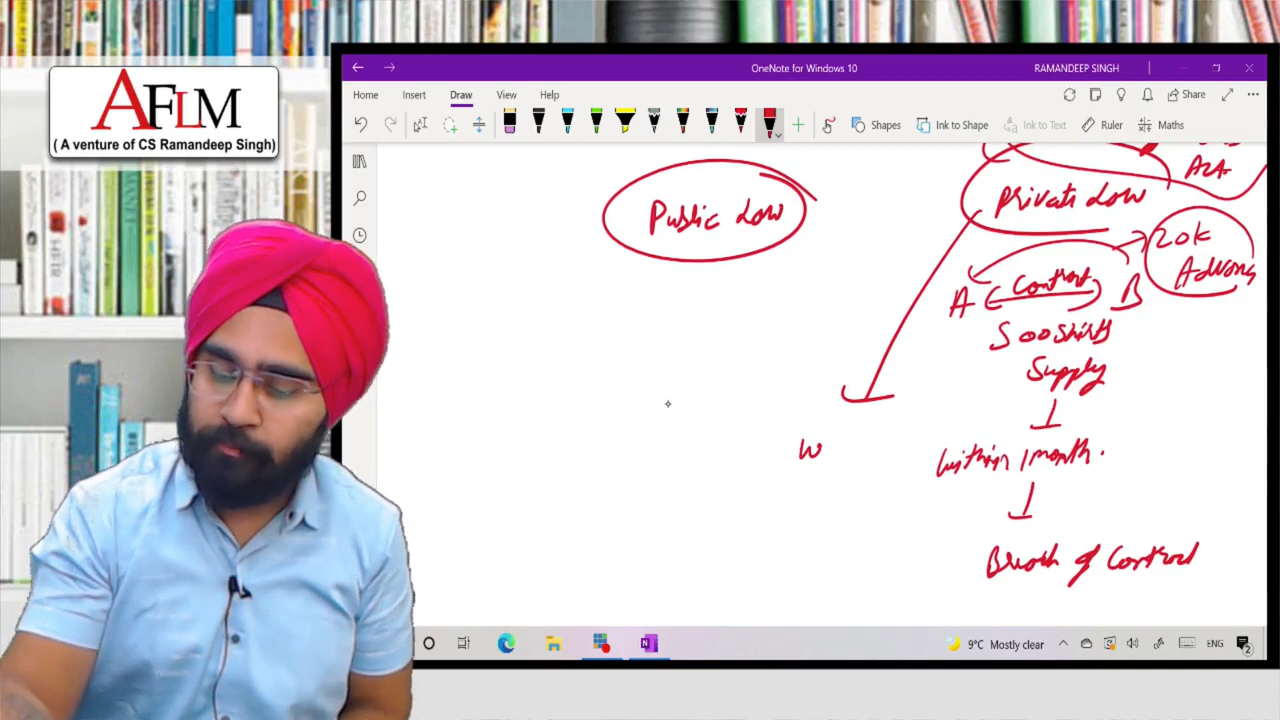 AFLM
( A venture of CS Ramandeep Singh)
OneNote for Windows 10
RAMANDEEP SINGH
Home
Insert
Draw
View
Help
Share
Shapes
Ink to Shape
Ink to Text
Ruler
Maths
Public Law
Private Law
20k
Advance
A (Contract) B
500 Shirts
Supply
within 1 month.
Breach of Contract
W
9°C Mostly clear
ENG
2